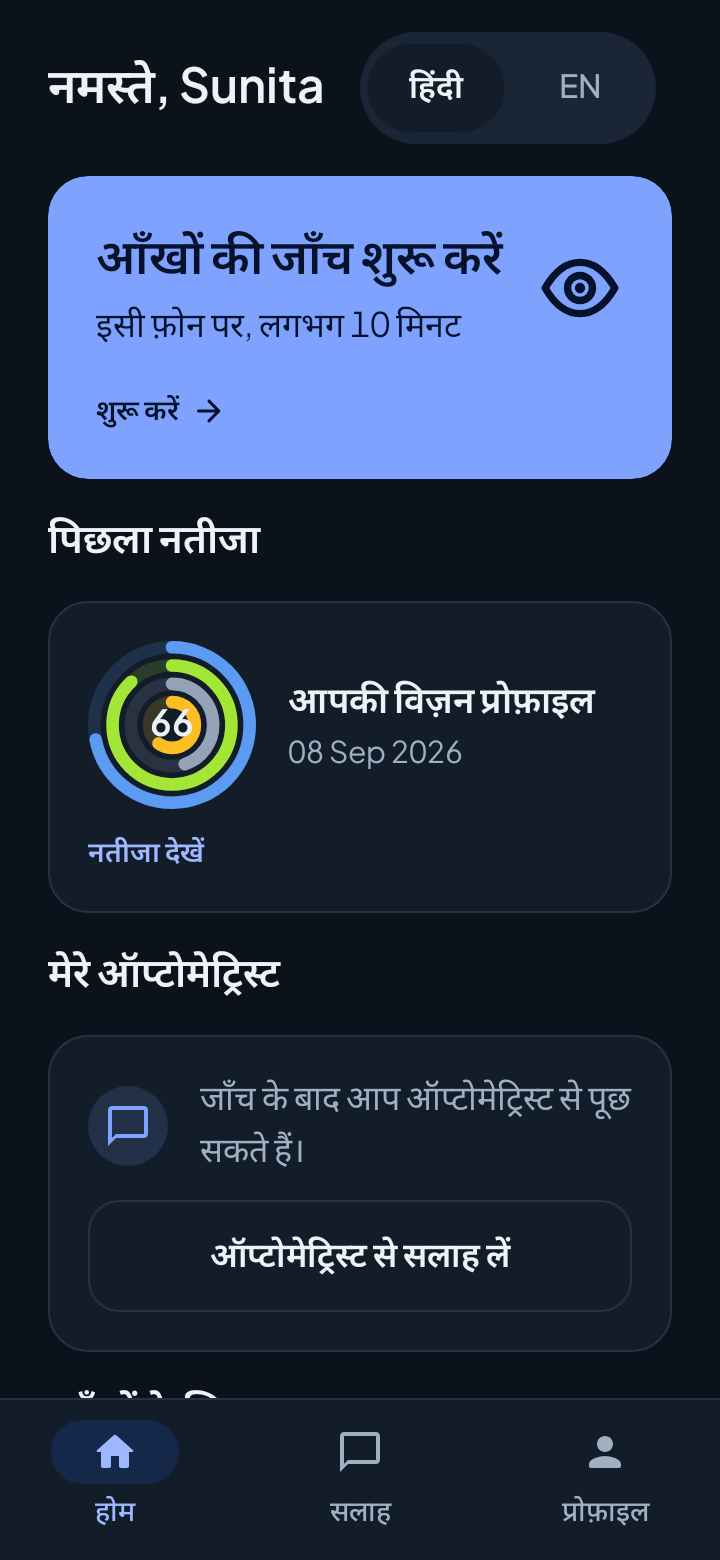 नमस्ते, Sunita
हिंदी
EN
आँखों की जाँच शुरू करें
इसी फ़ोन पर, लगभग 10 मिनट
शुरू करें
पिछला नतीजा
66
आपकी विज़न प्रोफ़ाइल
08 Sep 2026
नतीजा देखें
मेरे ऑप्टोमेट्रिस्ट
जाँच के बाद आप ऑप्टोमेट्रिस्ट से पूछ
सकते हैं।
ऑप्टोमेट्रिस्ट से सलाह लें
होम
सलाह
प्रोफ़ाइल